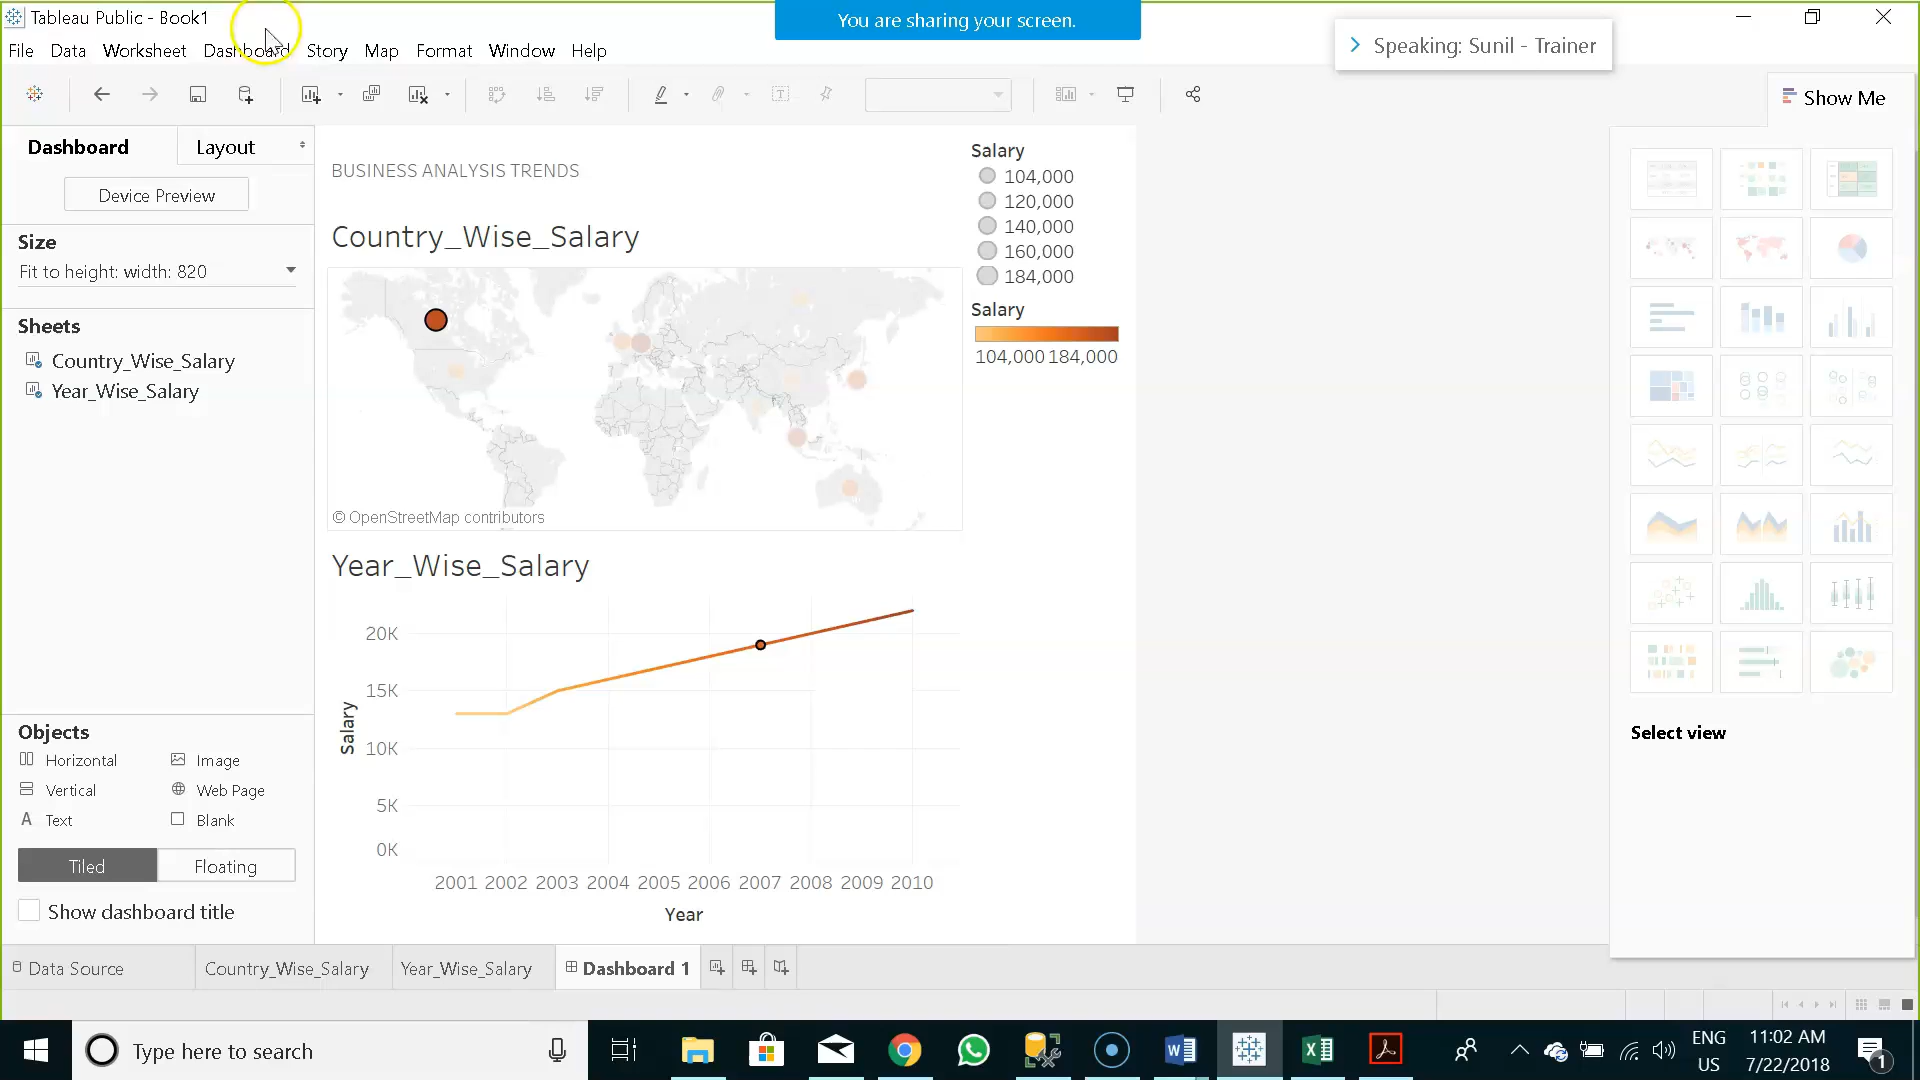 Tableau Public - Book1
You are sharing your screen.
Speaking: Sunil - Trainer
File Data Worksheet Dashboard Story Map Format Window Help
Show Me
Dashboard
Layout
Device Preview
Size
Fit to height: width: 820
Sheets
Country_Wise_Salary
Year_Wise_Salary
Objects
Horizontal
Image
Vertical
Web Page
Text
Blank
Tiled
Floating
Show dashboard title
BUSINESS ANALYSIS TRENDS
Country_Wise_Salary
© OpenStreetMap contributors
Salary
104,000
120,000
140,000
160,000
184,000
Salary
104,000 184,000
Year_Wise_Salary
20K
15K
10K
5K
0K
Salary
2001 2002 2003 2004 2005 2006 2007 2008 2009 2010
Year
Select view
Data Source
Country_Wise_Salary
Year_Wise_Salary
Dashboard 1
Type here to search
ENG
US
11:02 AM
7/22/2018
1